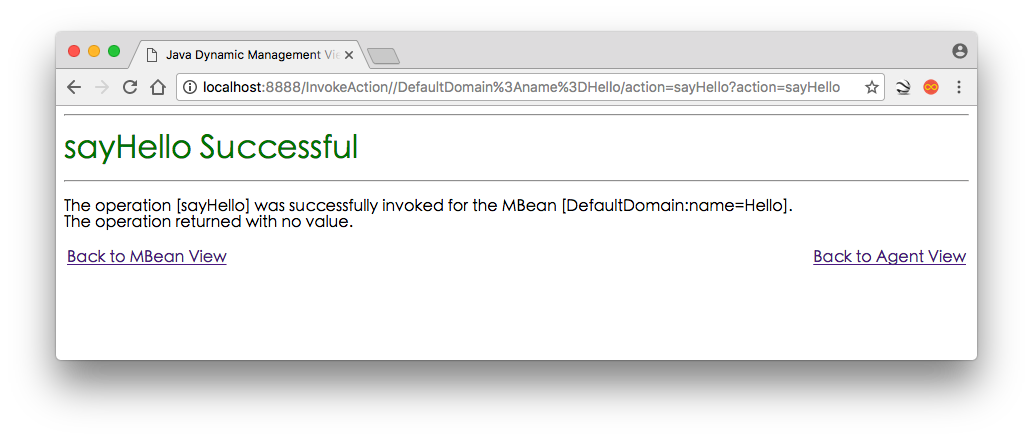 Java Dynamic Management Vie
localhost:8888/InvokeAction//DefaultDomain%3Aname%3DHello/action=sayHello?action=sayHello
sayHello Successful
The operation [sayHello] was successfully invoked for the MBean [DefaultDomain:name=Hello].
The operation returned with no value.
Back to MBean View
Back to Agent View